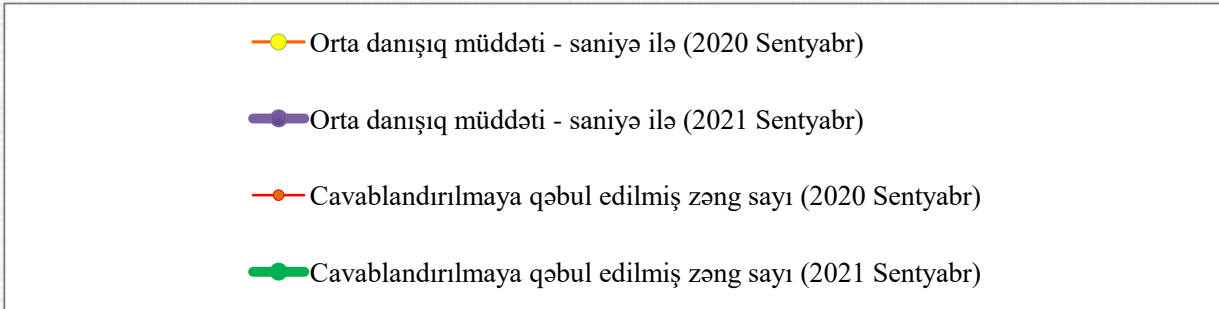 Orta danışıq müddəti - saniyə ilə (2020 Sentyabr)
Orta danışıq müddəti - saniyə ilə (2021 Sentyabr)
Cavablandırılmaya qəbul edilmiş zəng sayı (2020 Sentyabr)
Cavablandırılmaya qəbul edilmiş zəng sayı (2021 Sentyabr)